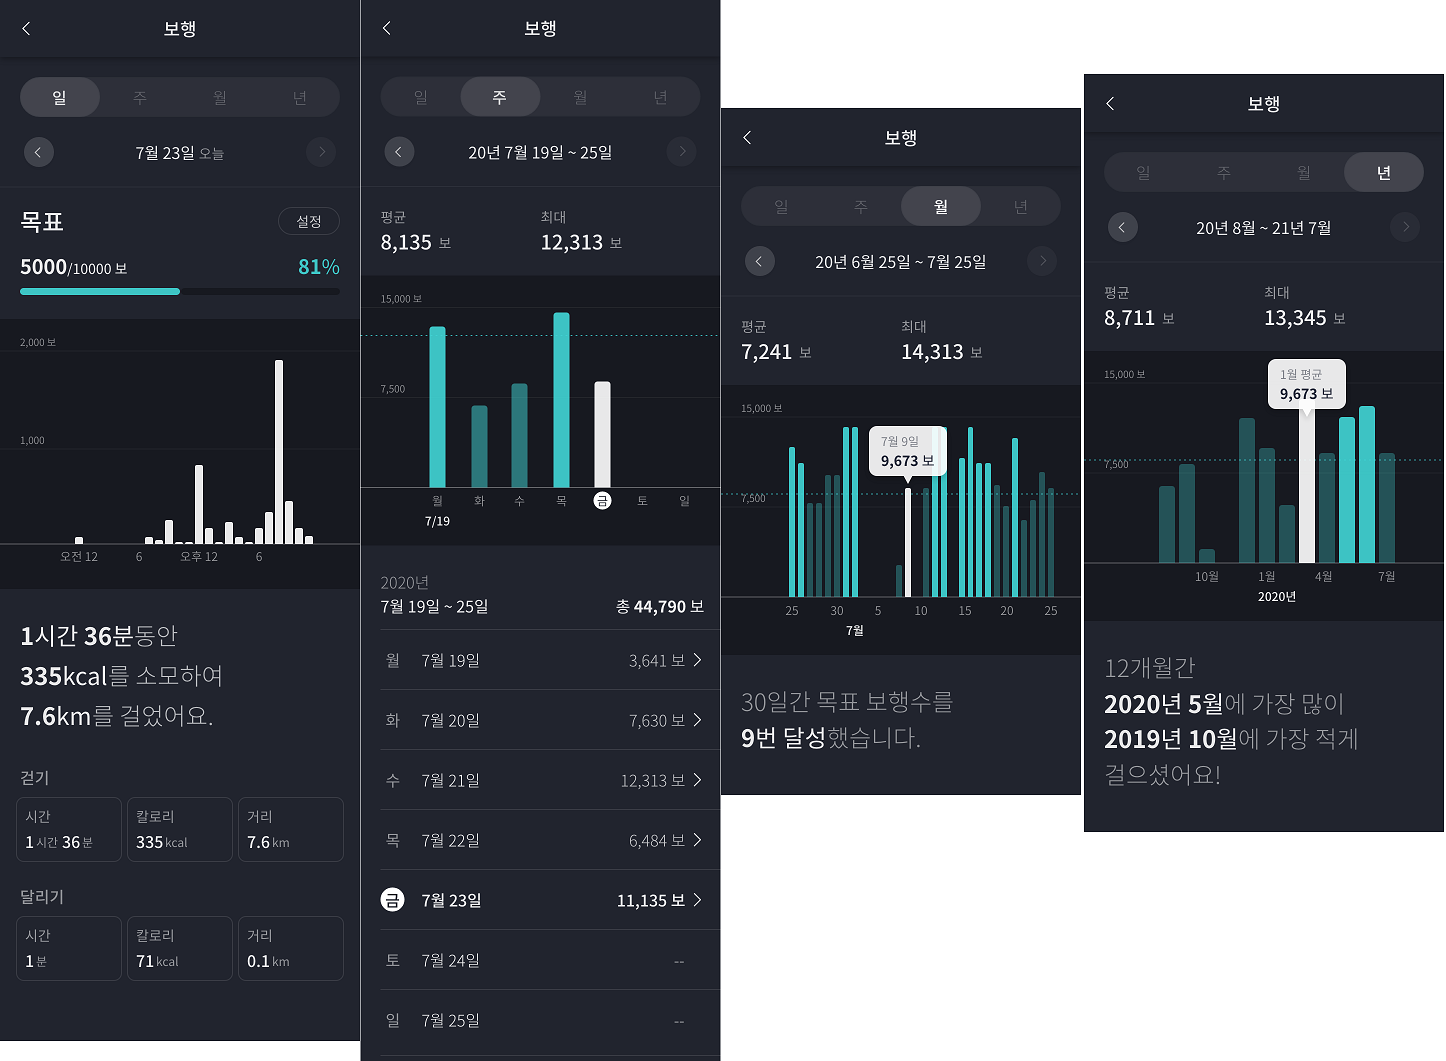 보행
일 주 월 년
7월 23일 오늘
목표 설정
5000/10000 보 81%
2,000 보
1,000
오전 12 6 오후 12 6
1시간 36분동안
335kcal를 소모하여
7.6km를 걸었어요.
걷기
시간 칼로리 거리
1 시간 36 분 335 kcal 7.6 km
달리기
시간 칼로리 거리
1 분 71 kcal 0.1 km
보행
일 주 월 년
20년 7월 19일 ~ 25일
평균 최대
8,135 보 12,313 보
15,000 보
7,500
월 화 수 목 금 토 일
7/19
2020년
7월 19일 ~ 25일 총 44,790 보
월 7월 19일 3,641 보
화 7월 20일 7,630 보
수 7월 21일 12,313 보
목 7월 22일 6,484 보
금 7월 23일 11,135 보
토 7월 24일 --
일 7월 25일 --
보행
일 주 월 년
20년 6월 25일 ~ 7월 25일
평균 최대
7,241 보 14,313 보
15,000 보
7월 9일
9,673 보
7,500
25 30 5 10 15 20 25
7월
30일간 목표 보행수를
9번 달성했습니다.
보행
일 주 월 년
20년 8월 ~ 21년 7월
평균 최대
8,711 보 13,345 보
15,000 보
1월 평균
9,673 보
7,500
10월 1월 4월 7월
2020년
12개월간
2020년 5월에 가장 많이
2019년 10월에 가장 적게
걸으셨어요!